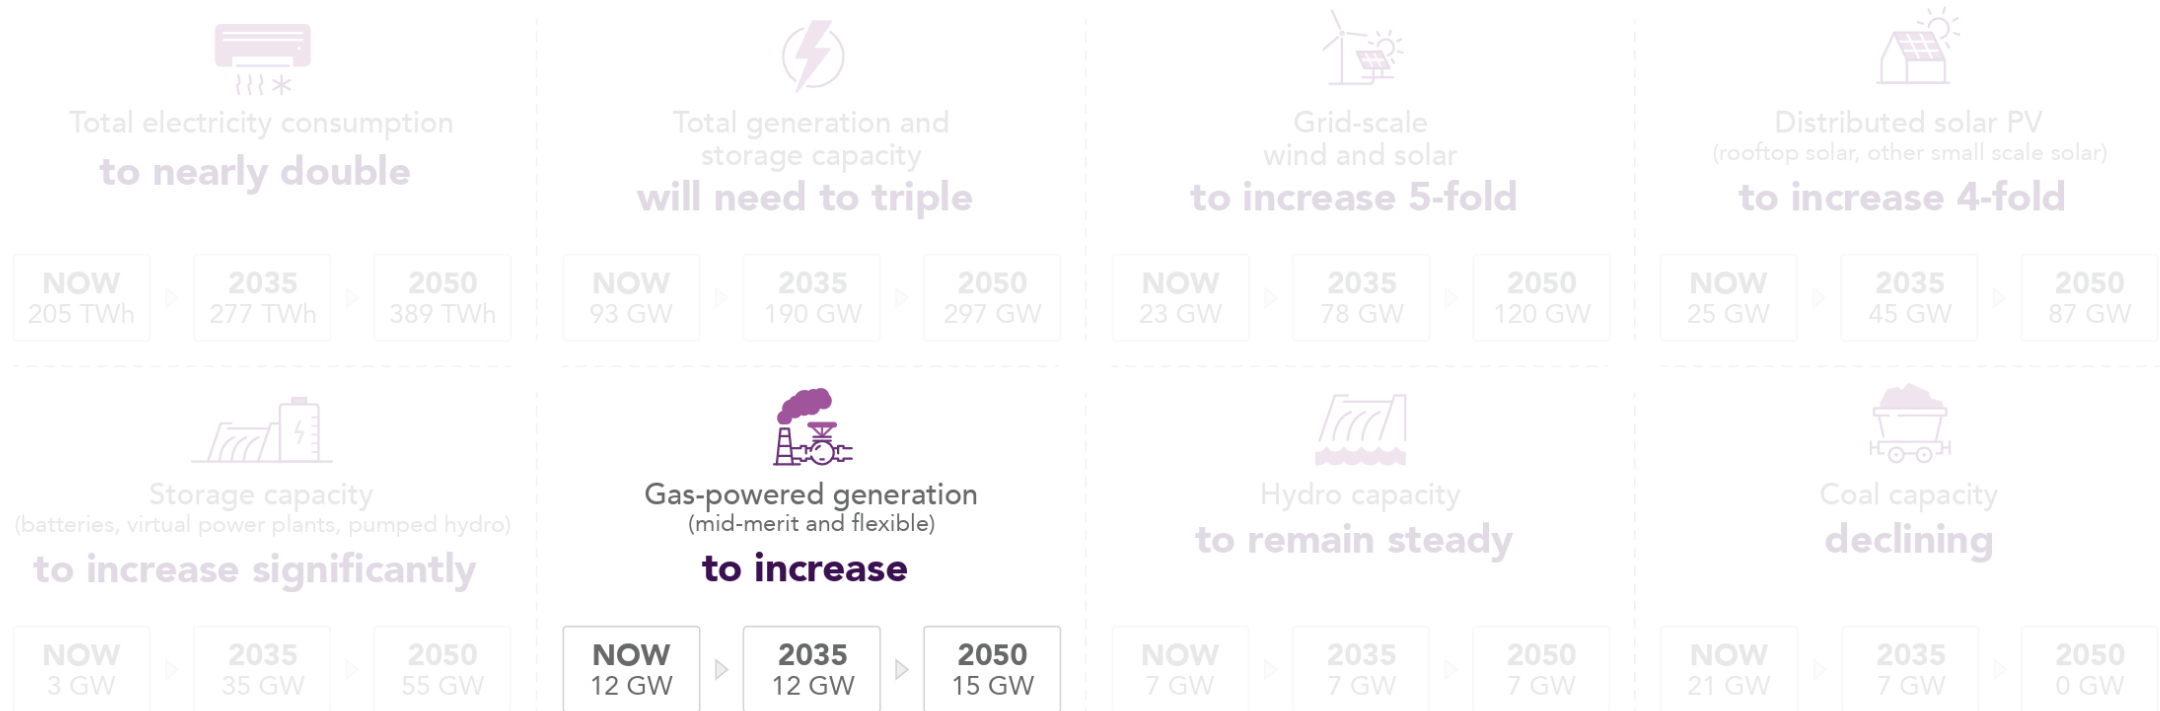 Total electricity consumption
to nearly double
NOW
205 TWh
2035
277 TWh
2050
389 TWh
Total generation and
storage capacity
will need to triple
NOW
93 GW
2035
190 GW
2050
297 GW
Grid-scale
wind and solar
to increase 5-fold
NOW
23 GW
2035
78 GW
2050
120 GW
Distributed solar PV
(rooftop solar, other small scale solar)
to increase 4-fold
NOW
25 GW
2035
45 GW
2050
87 GW
Storage capacity
(batteries, virtual power plants, pumped hydro)
to increase significantly
NOW
3 GW
2035
35 GW
2050
55 GW
Gas-powered generation
(mid-merit and flexible)
to increase
NOW
12 GW
2035
12 GW
2050
15 GW
Hydro capacity
to remain steady
NOW
7 GW
2035
7 GW
2050
7 GW
Coal capacity
declining
NOW
21 GW
2035
7 GW
2050
0 GW